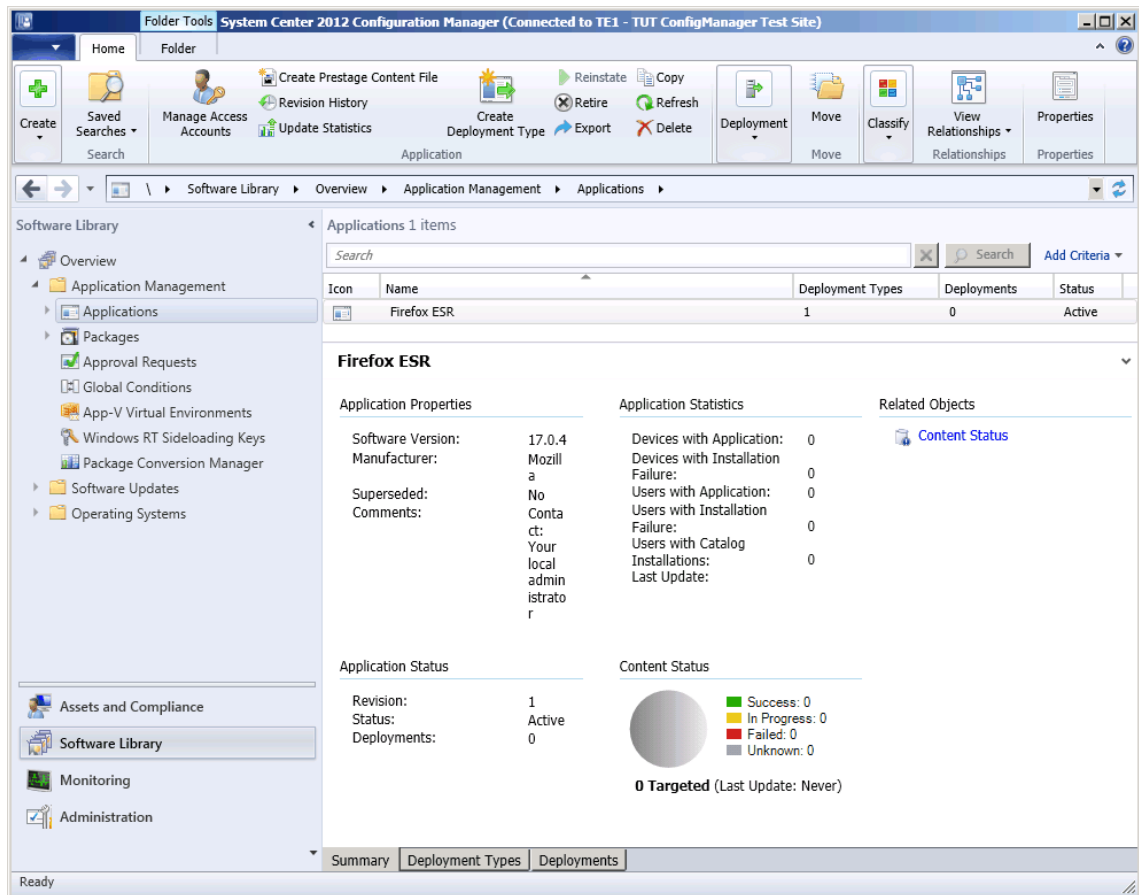 Folder Tools System Center 2012 Configuration Manager (Connected to TE1 - TUT ConfigManager Test Site)
Home Folder
Create
Saved Searches
Search
Manage Access Accounts
Create Prestage Content File
Revision History
Update Statistics
Create Deployment Type
Reinstate
Retire
Export
Copy
Refresh
Delete
Application
Deployment
Move
Move
Classify
View Relationships
Relationships
Properties
Properties
\ Software Library Overview Application Management Applications
Software Library
Overview
Application Management
Applications
Packages
Approval Requests
Global Conditions
App-V Virtual Environments
Windows RT Sideloading Keys
Package Conversion Manager
Software Updates
Operating Systems
Assets and Compliance
Software Library
Monitoring
Administration
Applications 1 items
Search Search Add Criteria
Icon Name Deployment Types Deployments Status
Firefox ESR 1 0 Active
Firefox ESR
Application Properties
Software Version: 17.0.4
Manufacturer: Mozill
a
Superseded: No
Comments: Conta
ct:
Your
local
admin
istrato
r
Application Statistics
Devices with Application: 0
Devices with Installation
Failure: 0
Users with Application: 0
Users with Installation
Failure: 0
Users with Catalog
Installations: 0
Last Update:
Related Objects
Content Status
Application Status
Revision: 1
Status: Active
Deployments: 0
Content Status
Success: 0
In Progress: 0
Failed: 0
Unknown: 0
0 Targeted (Last Update: Never)
Summary Deployment Types Deployments
Ready